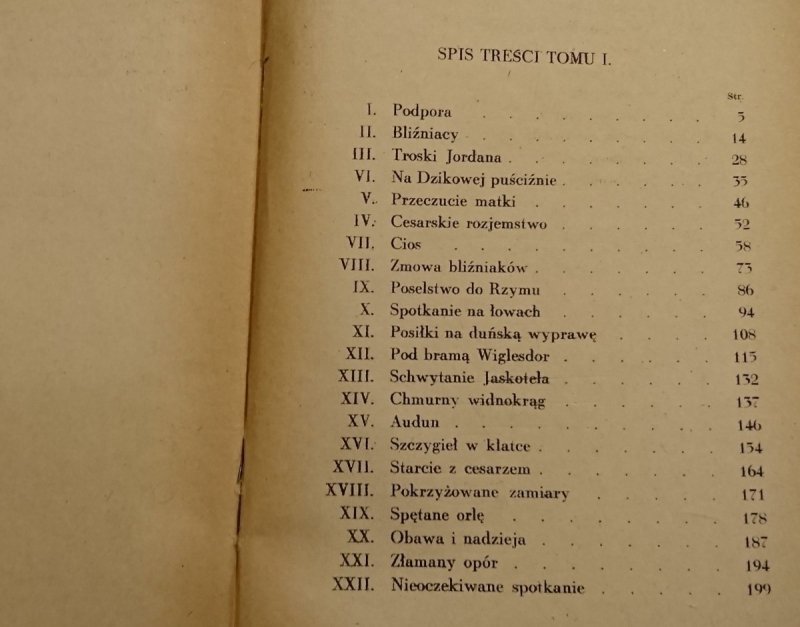 SPIS TREŚCI TOMU I.
Str.
I. Podpora . . . . . . . . 5
II. Bliźniacy . . . . . . . 14
III. Troski Jordana . . . . . . 28
VI. Na Dzikowej puściźnie . . . . . 35
V. Przeczucie matki . . . . . 46
IV. Cesarskie rozjemstwo . . . . . 52
VII. Cios . . . . . . . . 58
VIII. Zmowa bliźniaków . . . . . 75
IX. Poselstwo do Rzymu . . . . 86
X. Spotkanie na łowach . . . . 94
XI. Posiłki na duńską wyprawę . . . . 108
XII. Pod bramą Wiglesdor . . . . . 115
XIII. Schwytanie Jaskoteła . . . . . 132
XIV. Chmurny widnokrąg . . . . . 137
XV. Audun . . . . . . . . 146
XVI. Szczygieł w klatce . . . . . 154
XVII. Starcie z cesarzem . . . . . 164
XVIII. Pokrzyżowane zamiary . . . . 171
XIX. Spętane orlę . . . . . . 178
XX. Obawa i nadzieja . . . . . 187
XXI. Złamany opór . . . . . . 194
XXII. Nieoczekiwane spotkanie . . . . 199